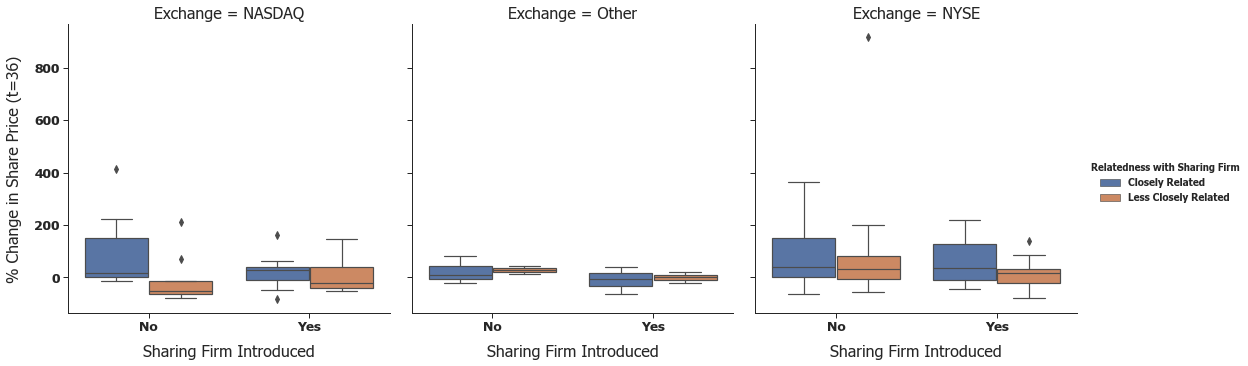 Exchange = NASDAQ
Exchange = Other
Exchange = NYSE
% Change in Share Price (t=36)
800
600
400
200
0
No
Yes
No
Yes
No
Yes
Sharing Firm Introduced
Sharing Firm Introduced
Sharing Firm Introduced
Relatedness with Sharing Firm
Closely Related
Less Closely Related